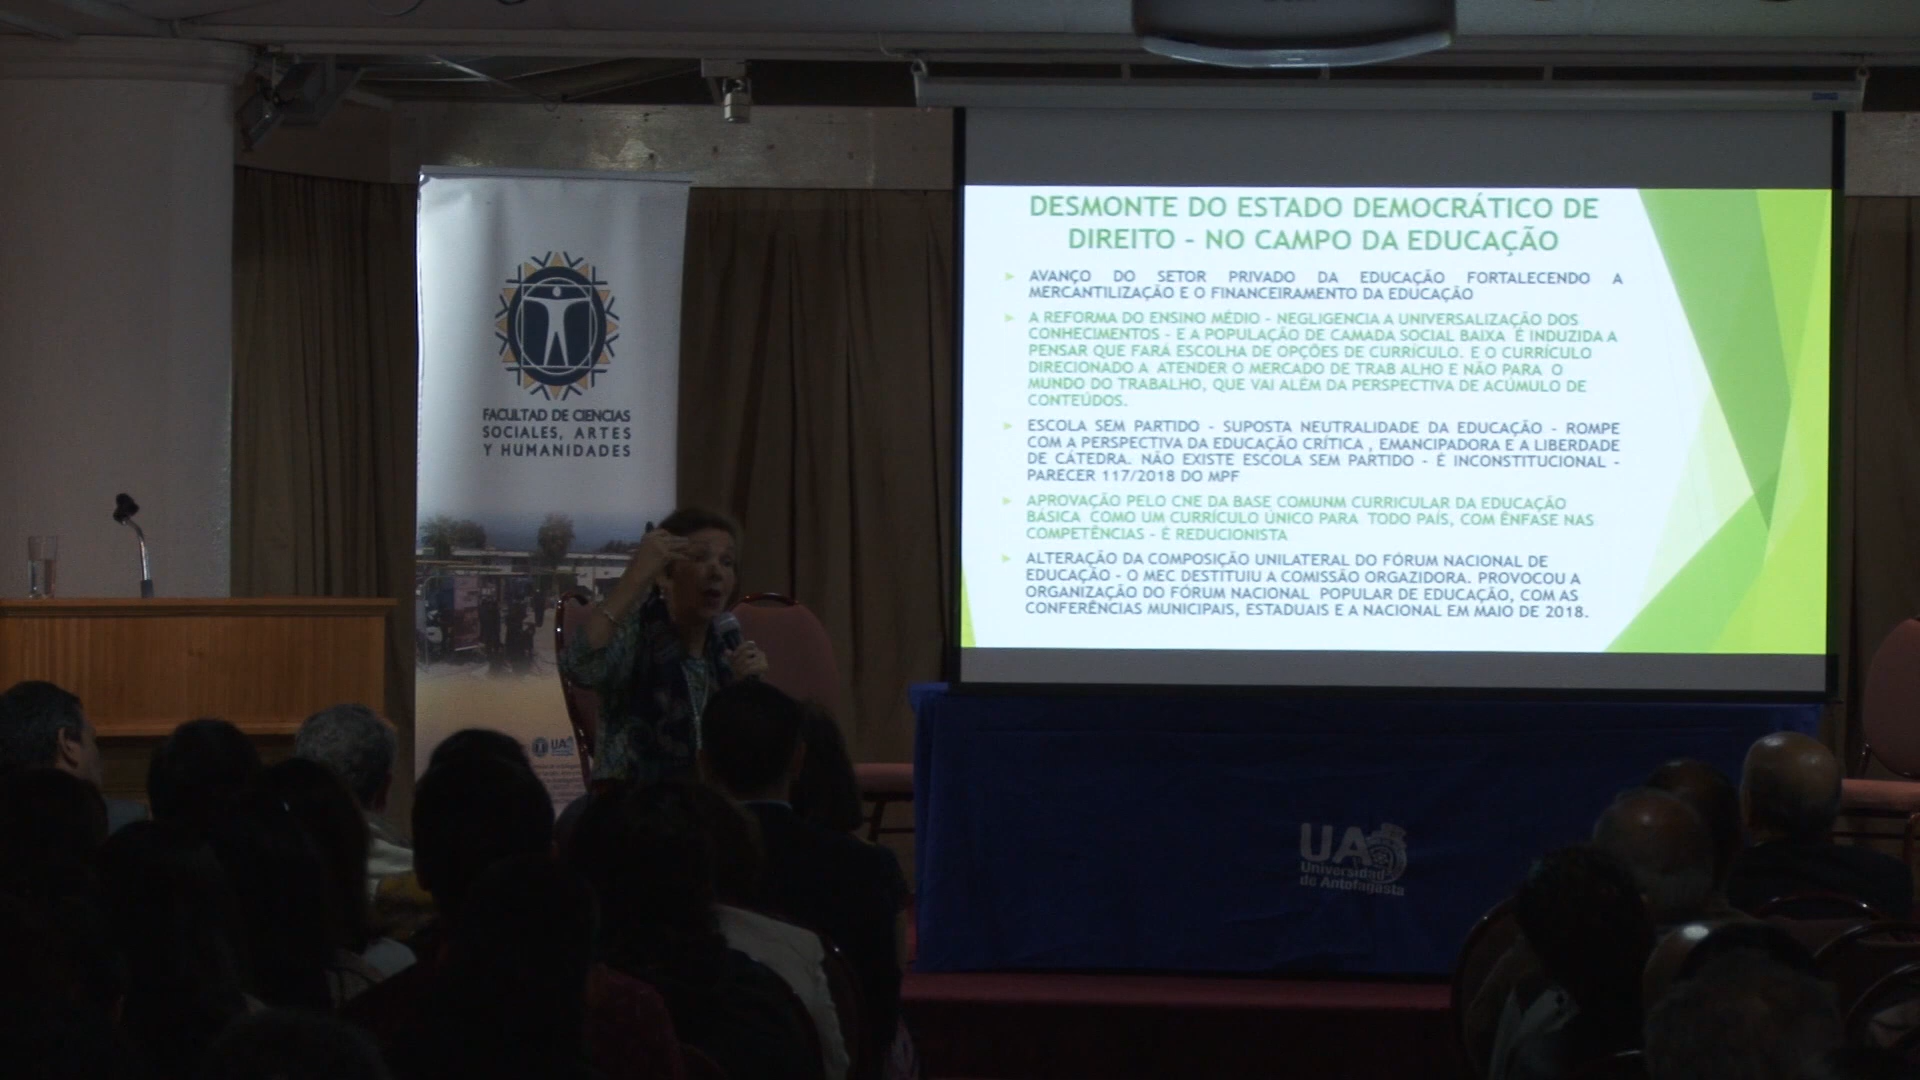 FACULTAD DE CIENCIAS
SOCIALES, ARTES
Y HUMANIDADES
UA
DESMONTE DO ESTADO DEMOCRÁTICO DE
DIREITO - NO CAMPO DA EDUCAÇÃO
AVANÇO DO SETOR PRIVADO DA EDUCAÇÃO FORTALECENDO A
MERCANTILIZAÇÃO E O FINANCEIRAMENTO DA EDUCAÇÃO
A REFORMA DO ENSINO MÉDIO - NEGLIGENCIA A UNIVERSALIZAÇÃO DOS
CONHECIMENTOS - E A POPULAÇÃO DE CAMADA SOCIAL BAIXA É INDUZIDA A
PENSAR QUE FARÁ ESCOLHA DE OPÇÕES DE CURRÍCULO. E O CURRÍCULO
DIRECIONADO A ATENDER O MERCADO DE TRAB ALHO E NÃO PARA O
MUNDO DO TRABALHO, QUE VAI ALÉM DA PERSPECTIVA DE ACÚMULO DE
CONTEÚDOS.
ESCOLA SEM PARTIDO - SUPOSTA NEUTRALIDADE DA EDUCAÇÃO - ROMPE
COM A PERSPECTIVA DA EDUCAÇÃO CRÍTICA , EMANCIPADORA E A LIBERDADE
DE CÁTEDRA. NÃO EXISTE ESCOLA SEM PARTIDO - É INCONSTITUCIONAL -
PARECER 117/2018 DO MPF
APROVAÇÃO PELO CNE DA BASE COMUNM CURRICULAR DA EDUCAÇÃO
BÁSICA COMO UM CURRÍCULO ÚNICO PARA TODO PAÍS, COM ÊNFASE NAS
COMPETÊNCIAS - É REDUCIONISTA
ALTERAÇÃO DA COMPOSIÇÃO UNILATERAL DO FÓRUM NACIONAL DE
EDUCAÇÃO - O MEC DESTITUIU A COMISSÃO ORGAZIDORA. PROVOCOU A
ORGANIZAÇÃO DO FÓRUM NACIONAL POPULAR DE EDUCAÇÃO, COM AS
CONFERÊNCIAS MUNICIPAIS, ESTADUAIS E A NACIONAL EM MAIO DE 2018.
UA
Universidad
de Antofagasta